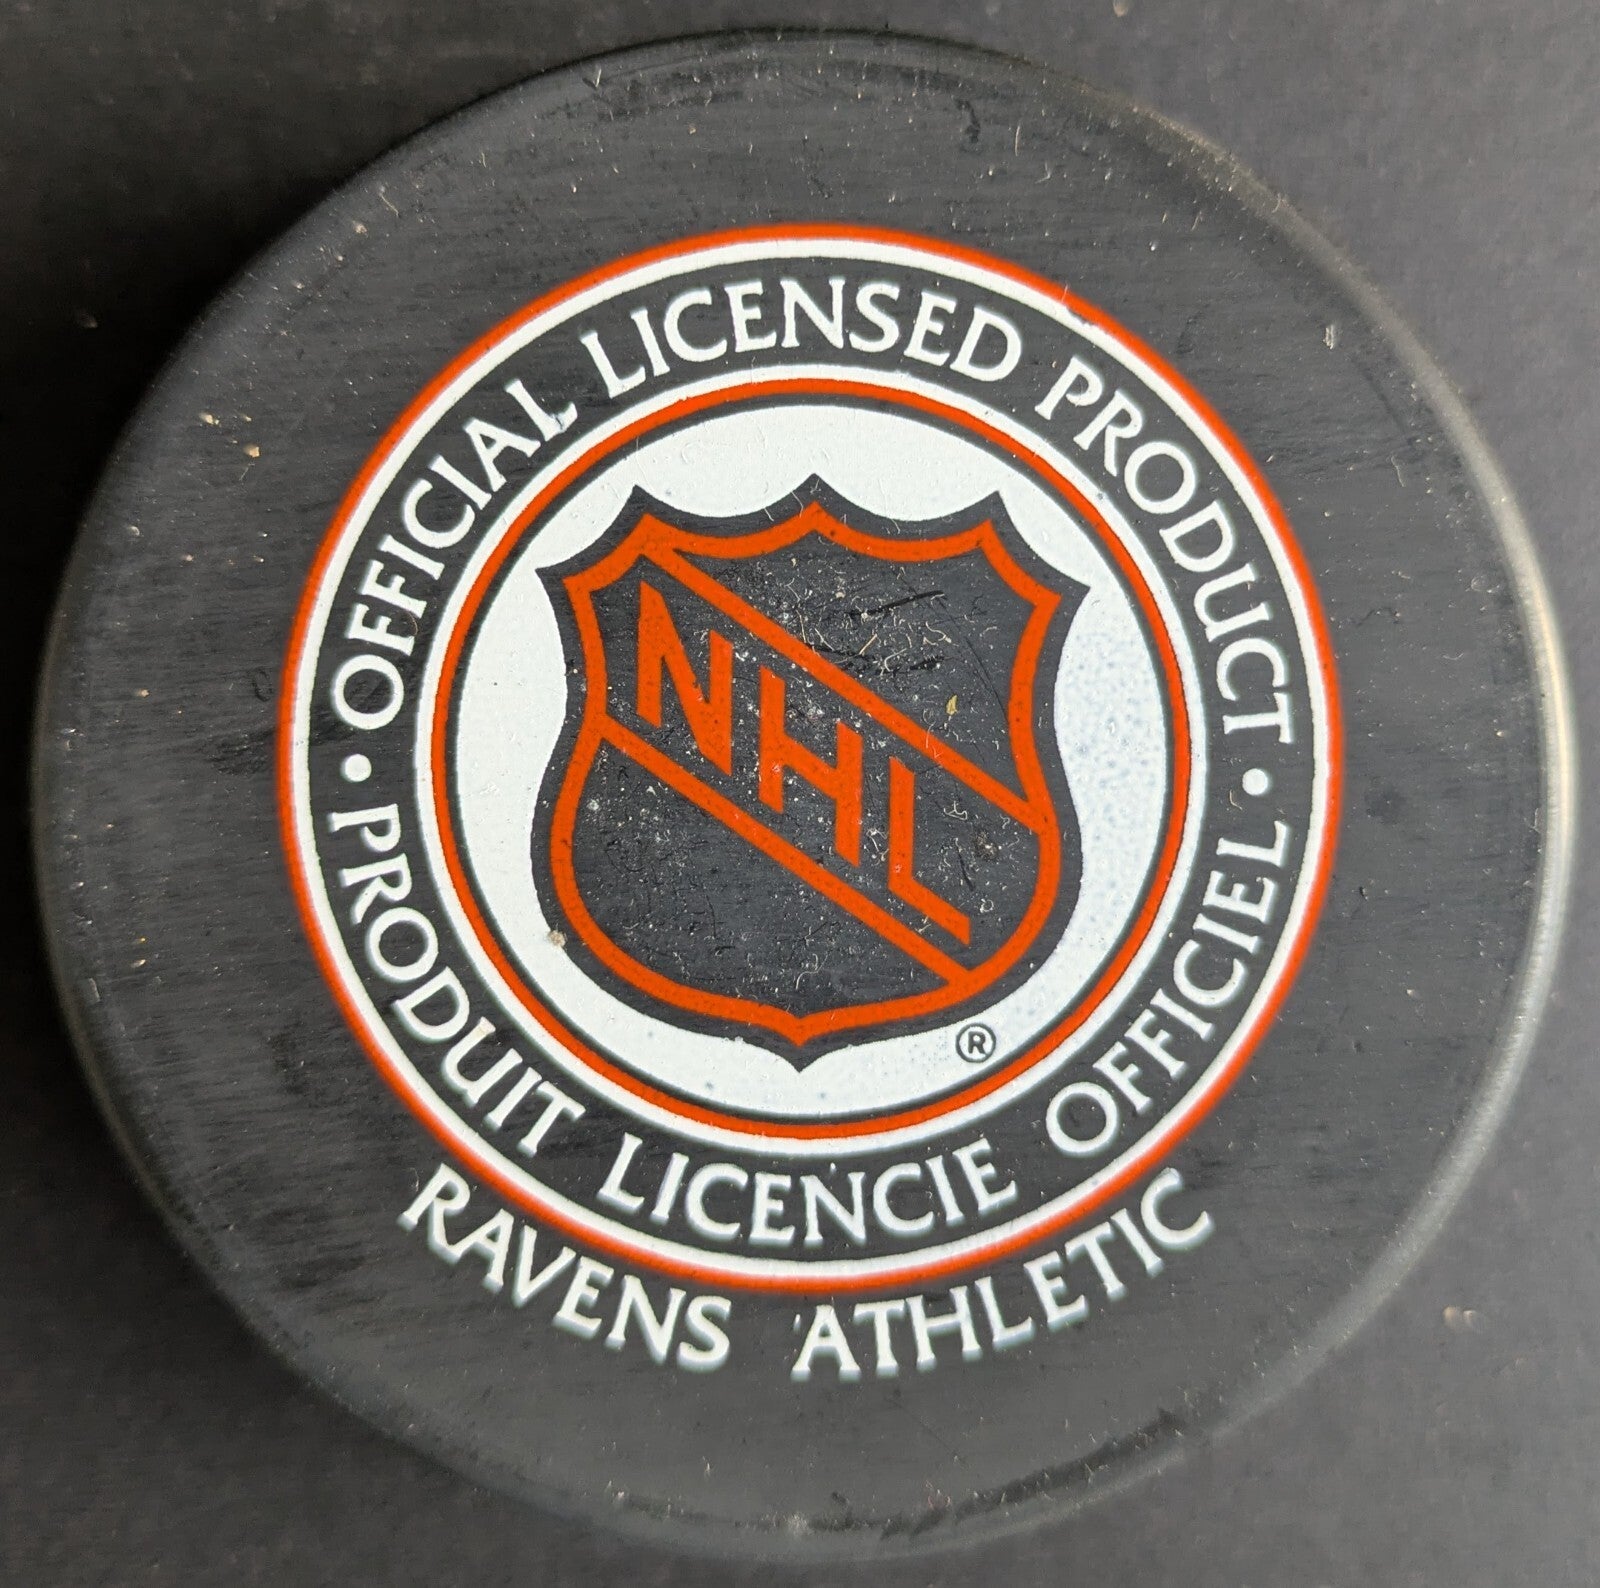 • OFFICIAL LICENSED PRODUCT •
NHL
®
PRODUIT LICENCIE OFFICIEL
RAVENS ATHLETIC